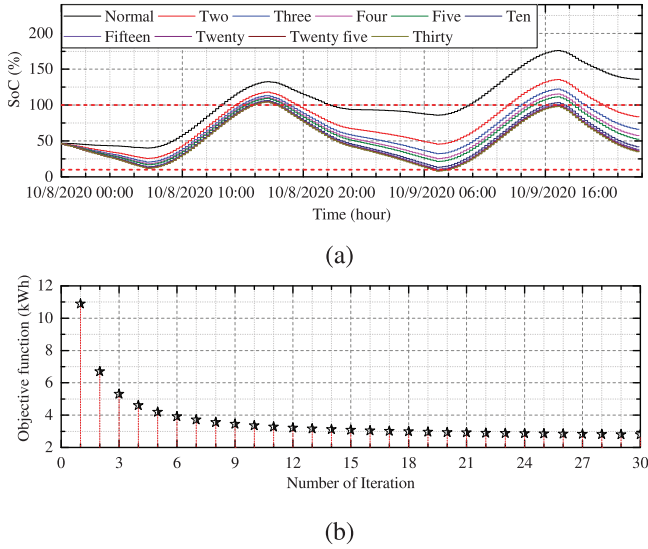 Normal Two Three Four Five Ten
Fifteen Twenty Twenty five Thirty
SoC (%)
200
150
100
50
0
10/8/2020 00:00 10/8/2020 10:00 10/8/2020 20:00 10/9/2020 06:00 10/9/2020 16:00
Time (hour)
(a)
Objective function (kWh)
12
10
8
6
4
2
0 3 6 9 12 15 18 21 24 27 30
Number of Iteration
(b)